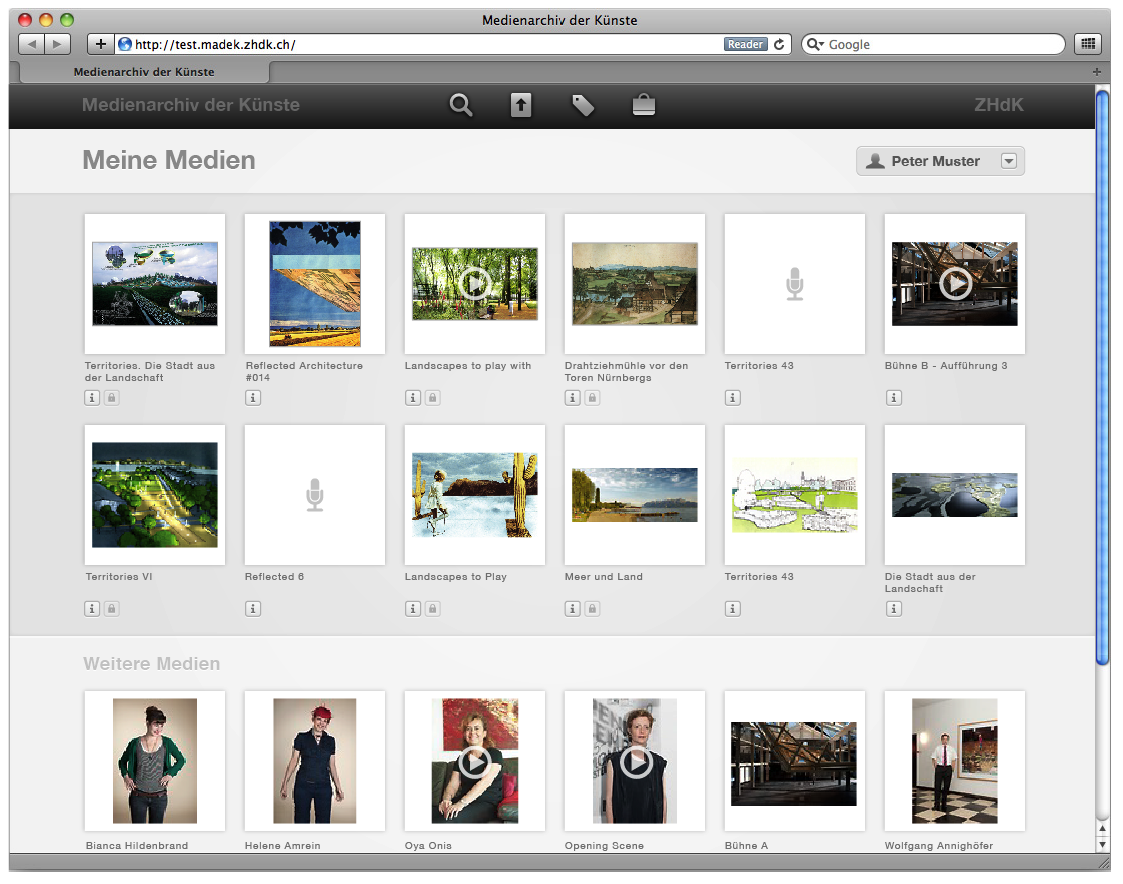 Medienarchiv der Künste
http://test.madek.zhdk.ch/
Reader
Google
Medienarchiv der Künste
Medienarchiv der Künste
ZHdK
Meine Medien
Peter Muster
Territories. Die Stadt aus
der Landschaft
Reflected Architecture
#014
Landscapes to play with
Drahtziehmühle vor den
Toren Nürnbergs
Territories 43
Bühne B - Aufführung 3
Territories VI
Reflected 6
Landscapes to Play
Meer und Land
Territories 43
Die Stadt aus der
Landschaft
Weitere Medien
Bianca Hildenbrand
Helene Amrein
Oya Onis
Opening Scene
Bühne A
Wolfgang Annighöfer